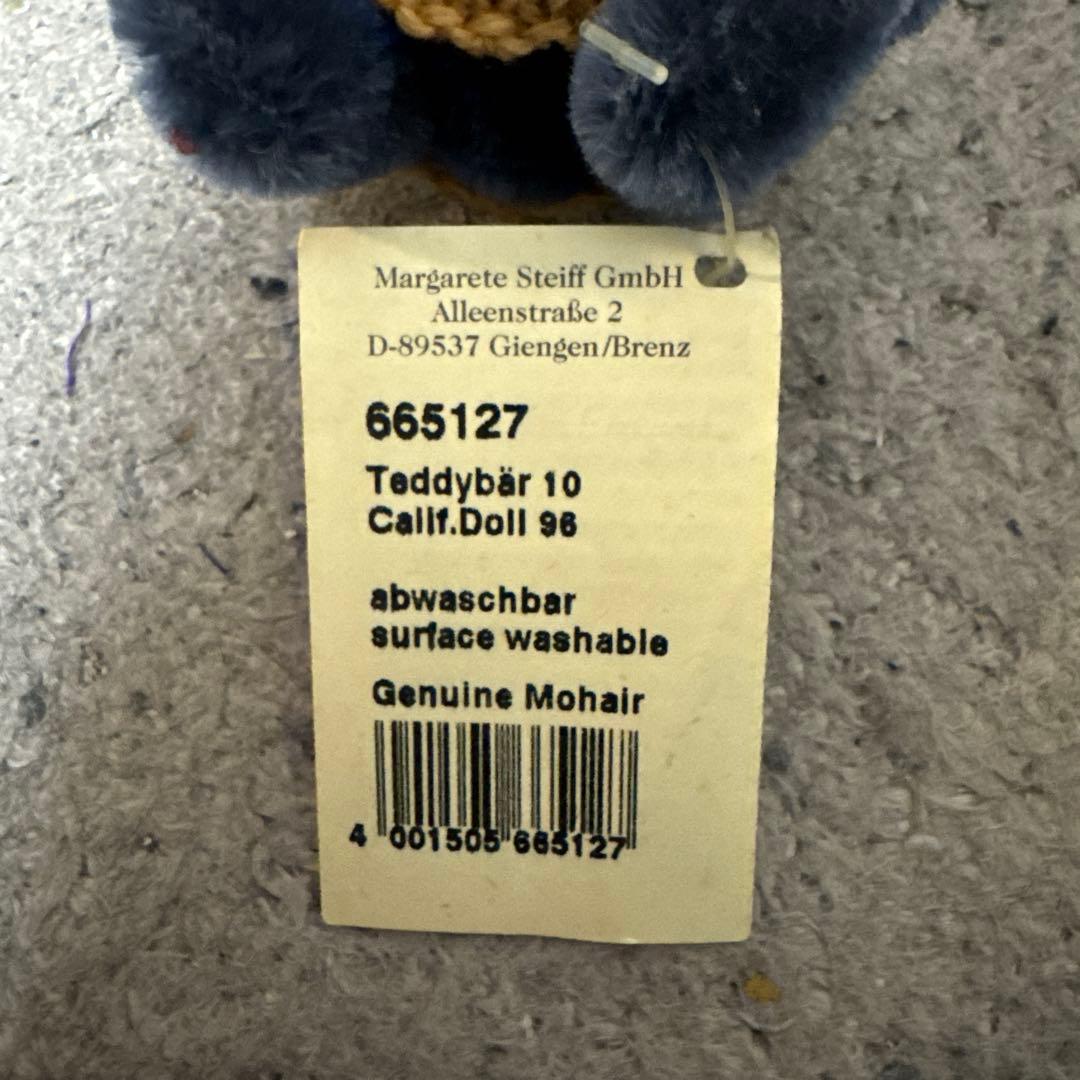 Margarete Steiff GmbH
Alleenstraße 2
D-89537 Giengen/Brenz
665127
Teddybär 10
Calif.Doll 96
abwaschbar
surface washable
Genuine Mohair
4 001505 665127